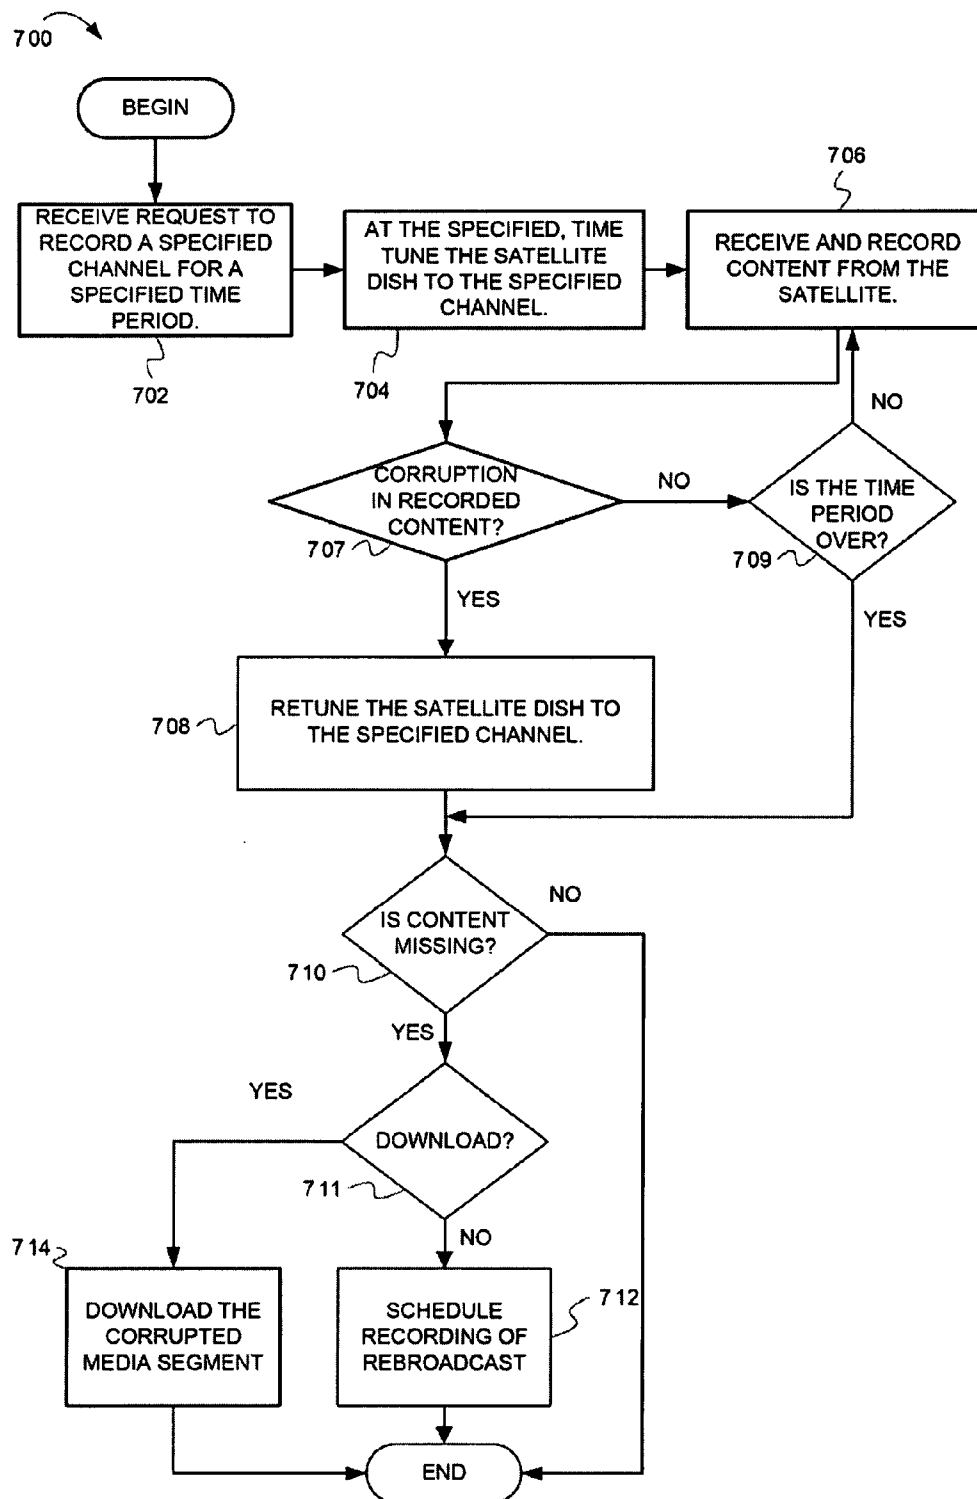 700
BEGIN
RECEIVE REQUEST TO
RECORD A SPECIFIED
CHANNEL FOR A
SPECIFIED TIME
PERIOD.
702
AT THE SPECIFIED, TIME
TUNE THE SATELLITE
DISH TO THE SPECIFIED
CHANNEL.
704
706
RECEIVE AND RECORD
CONTENT FROM THE
SATELLITE.
CORRUPTION
IN RECORDED
CONTENT?
707
NO
YES
IS THE TIME
PERIOD
OVER?
709
NO
YES
RETUNE THE SATELLITE DISH TO
THE SPECIFIED CHANNEL.
708
IS CONTENT
MISSING?
710
NO
YES
DOWNLOAD?
711
YES
NO
714
DOWNLOAD THE
CORRUPTED
MEDIA SEGMENT
SCHEDULE
RECORDING OF
REBROADCAST
712
END